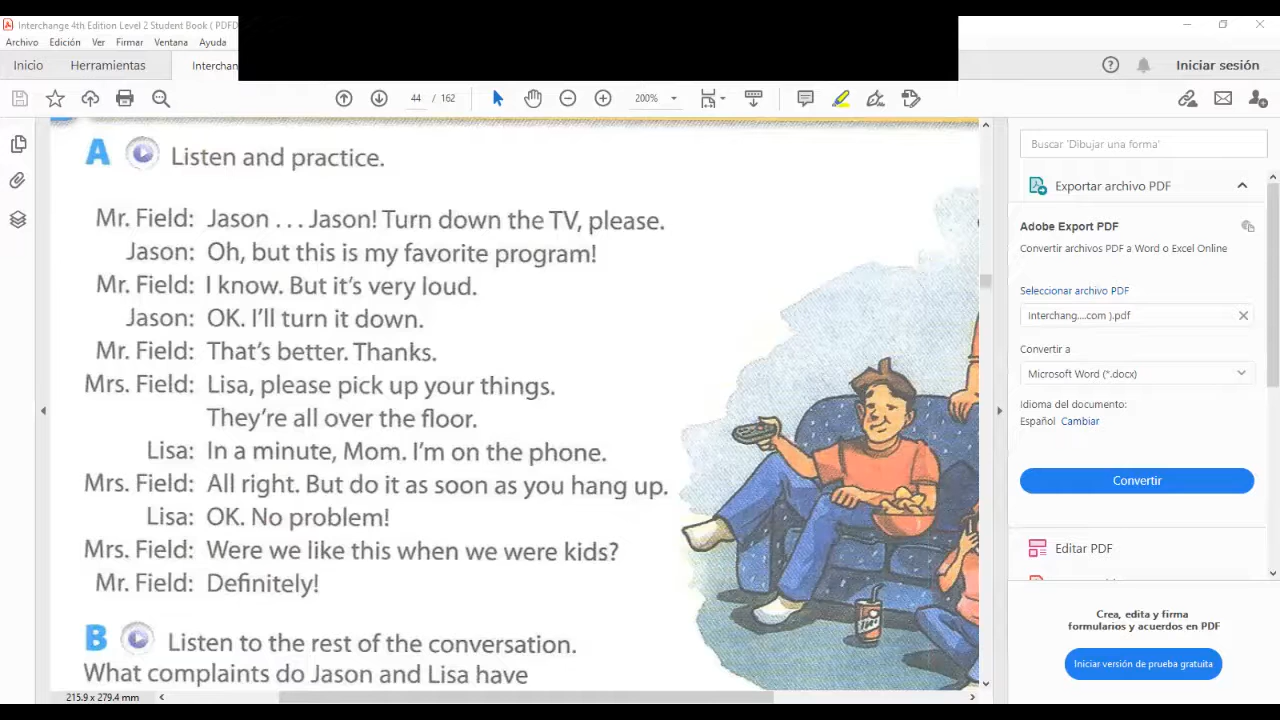 Interchange 4th Edition Level 2 Student Book ( PDFD
Archivo Edición Ver Firmar Ventana Ayuda
Inicio Herramientas Interchan
Iniciar sesión
44 / 162 200%
A Listen and practice.
Mr. Field: Jason . . . Jason! Turn down the TV, please.
Jason: Oh, but this is my favorite program!
Mr. Field: I know. But it's very loud.
Jason: OK. I'll turn it down.
Mr. Field: That's better. Thanks.
Mrs. Field: Lisa, please pick up your things.
They're all over the floor.
Lisa: In a minute, Mom. I'm on the phone.
Mrs. Field: All right. But do it as soon as you hang up.
Lisa: OK. No problem!
Mrs. Field: Were we like this when we were kids?
Mr. Field: Definitely!
B Listen to the rest of the conversation.
What complaints do Jason and Lisa have
215.9 x 279.4 mm
Buscar 'Dibujar una forma'
Exportar archivo PDF
Adobe Export PDF
Convertir archivos PDF a Word o Excel Online
Seleccionar archivo PDF
Interchang....com ).pdf
Convertir a
Microsoft Word (*.docx)
Idioma del documento:
Español Cambiar
Convertir
Editar PDF
Crea, edita y firma
formularios y acuerdos en PDF
Iniciar versión de prueba gratuita